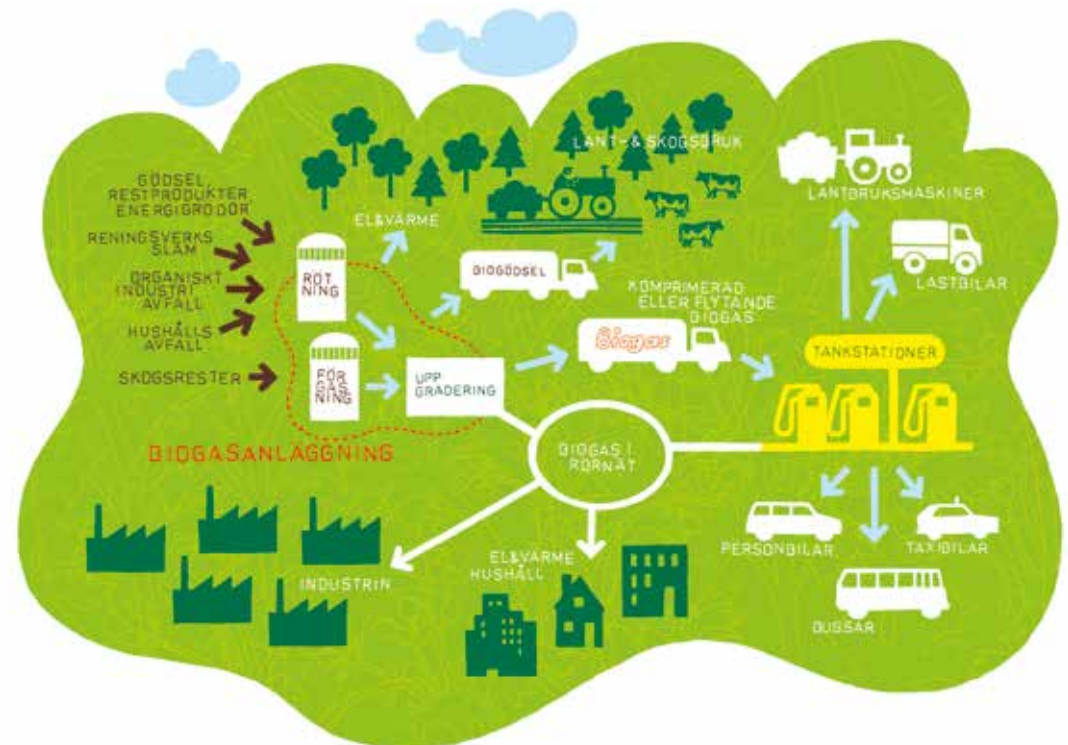 GÖDSEL
RESTPRODUKTER
ENERGIGRÖDOR
RENINGSVERKS
SLAM
ORGANISKT
INDUSTRI
AVFALL
HUSHÅLLS
AVFALL
SKOGSRESTER
RÖT
NING
FÖR
GAS
NING
BIOGASANLÄGGNING
UPP
GRADERING
EL&VÄRME
LANT-&SKOGSBRUK
BIOGÖDSEL
KOMPRIMERAD
ELLER FLYTANDE
BIOGAS
Biogas
BIOGAS I
RÖRNÄT
INDUSTRIN
EL&VÄRME
HUSHÅLL
LANTBRUKSMASKINER
LASTBILAR
TANKSTATIONER
PERSONBILAR
TAXIBILAR
BUSSAR